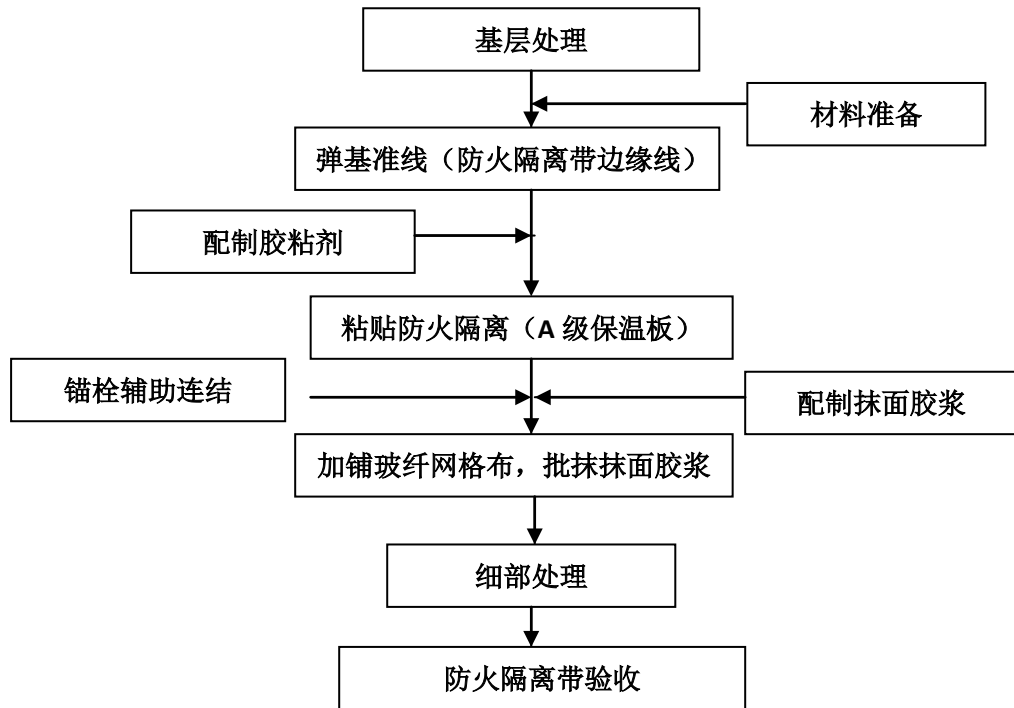 基层处理
材料准备
弹基准线（防火隔离带边缘线）
配制胶粘剂
粘贴防火隔离（A 级保温板）
锚栓辅助连结
配制抹面胶浆
加铺玻纤网格布，批抹抹面胶浆
细部处理
防火隔离带验收